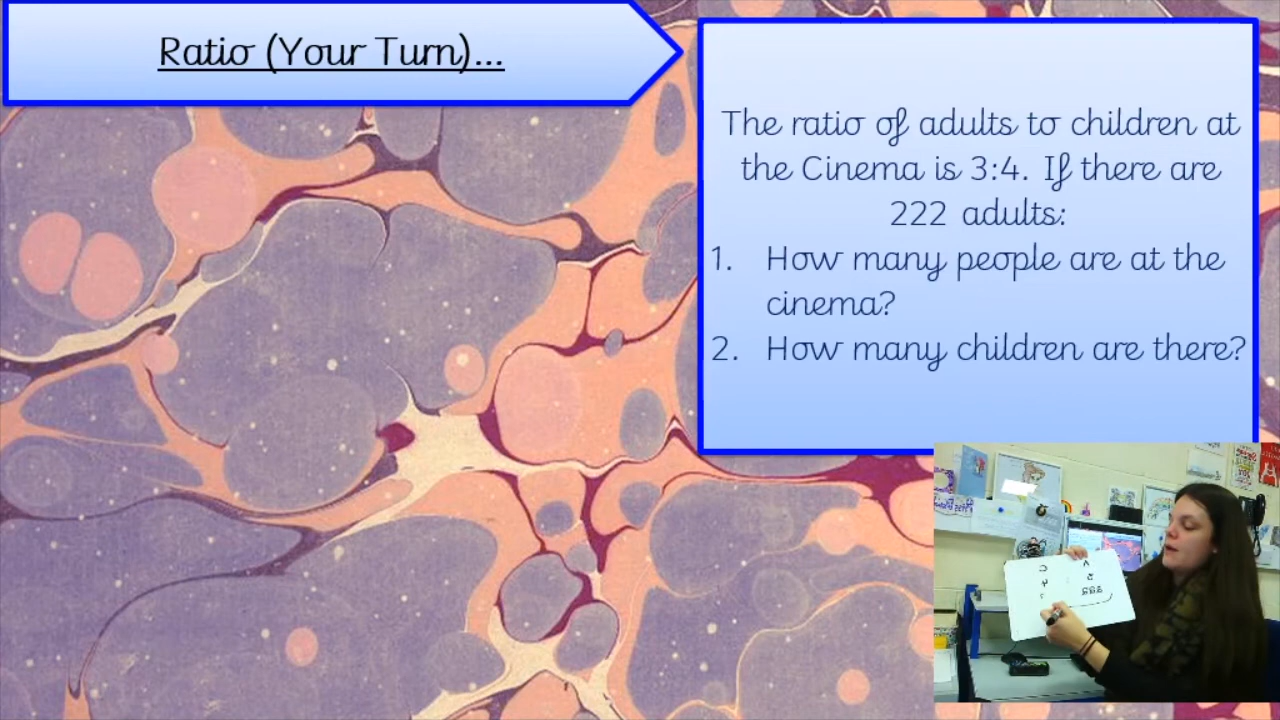 Ratio (Your Turn)...
The ratio of adults to children at
the Cinema is 3:4. If there are
222 adults:
1. How many people are at the
cinema?
2. How many children are there?